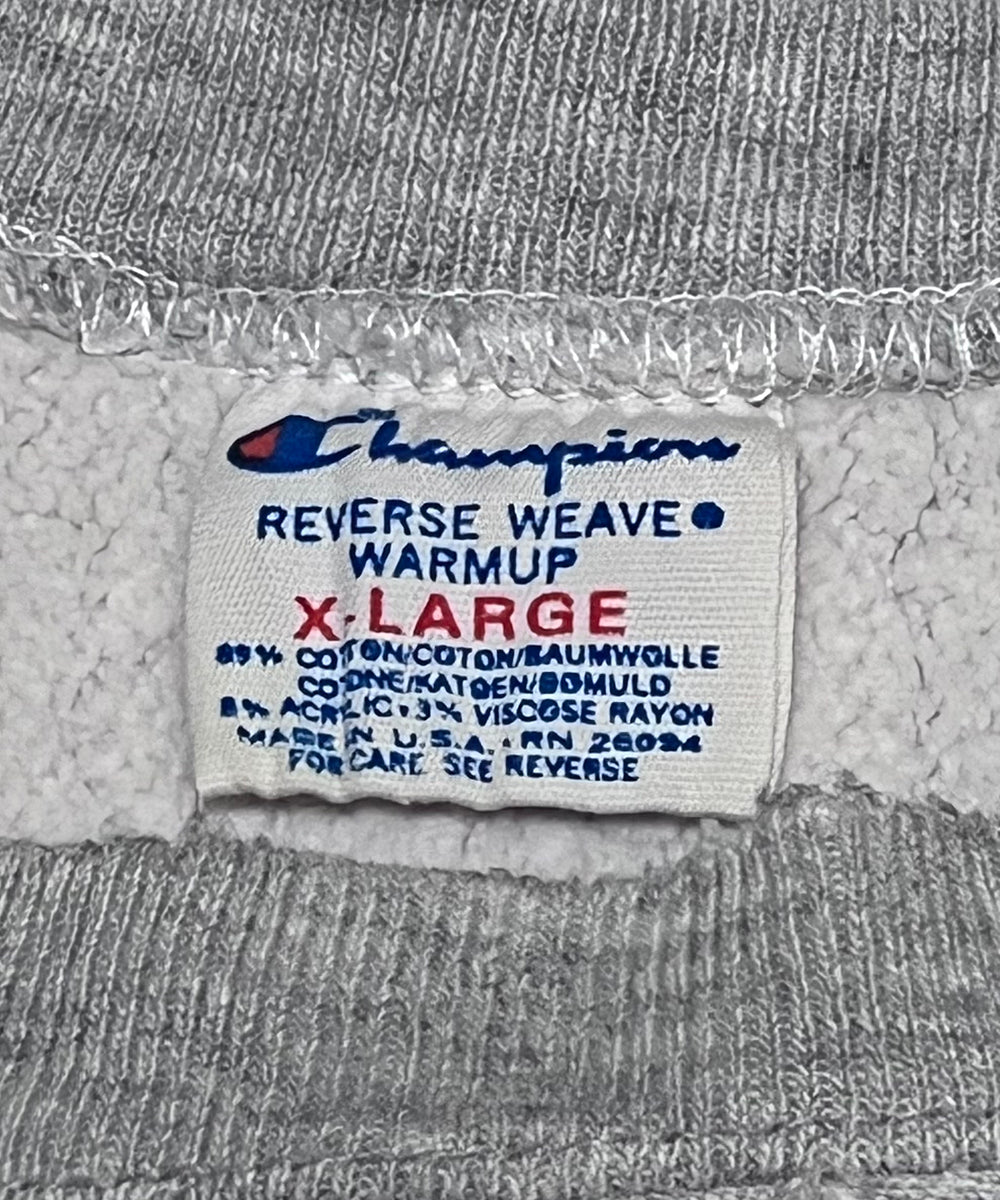 Champion
REVERSE WEAVE
WARMUP
X-LARGE
89% COTTON/COTON/BAUMWOLLE
COTONE/KATOEN/BOMULD
8% ACRYLIC • 3% VISCOSE RAYON
MADE IN U.S.A. • RN 26094
FOR CARE SEE REVERSE